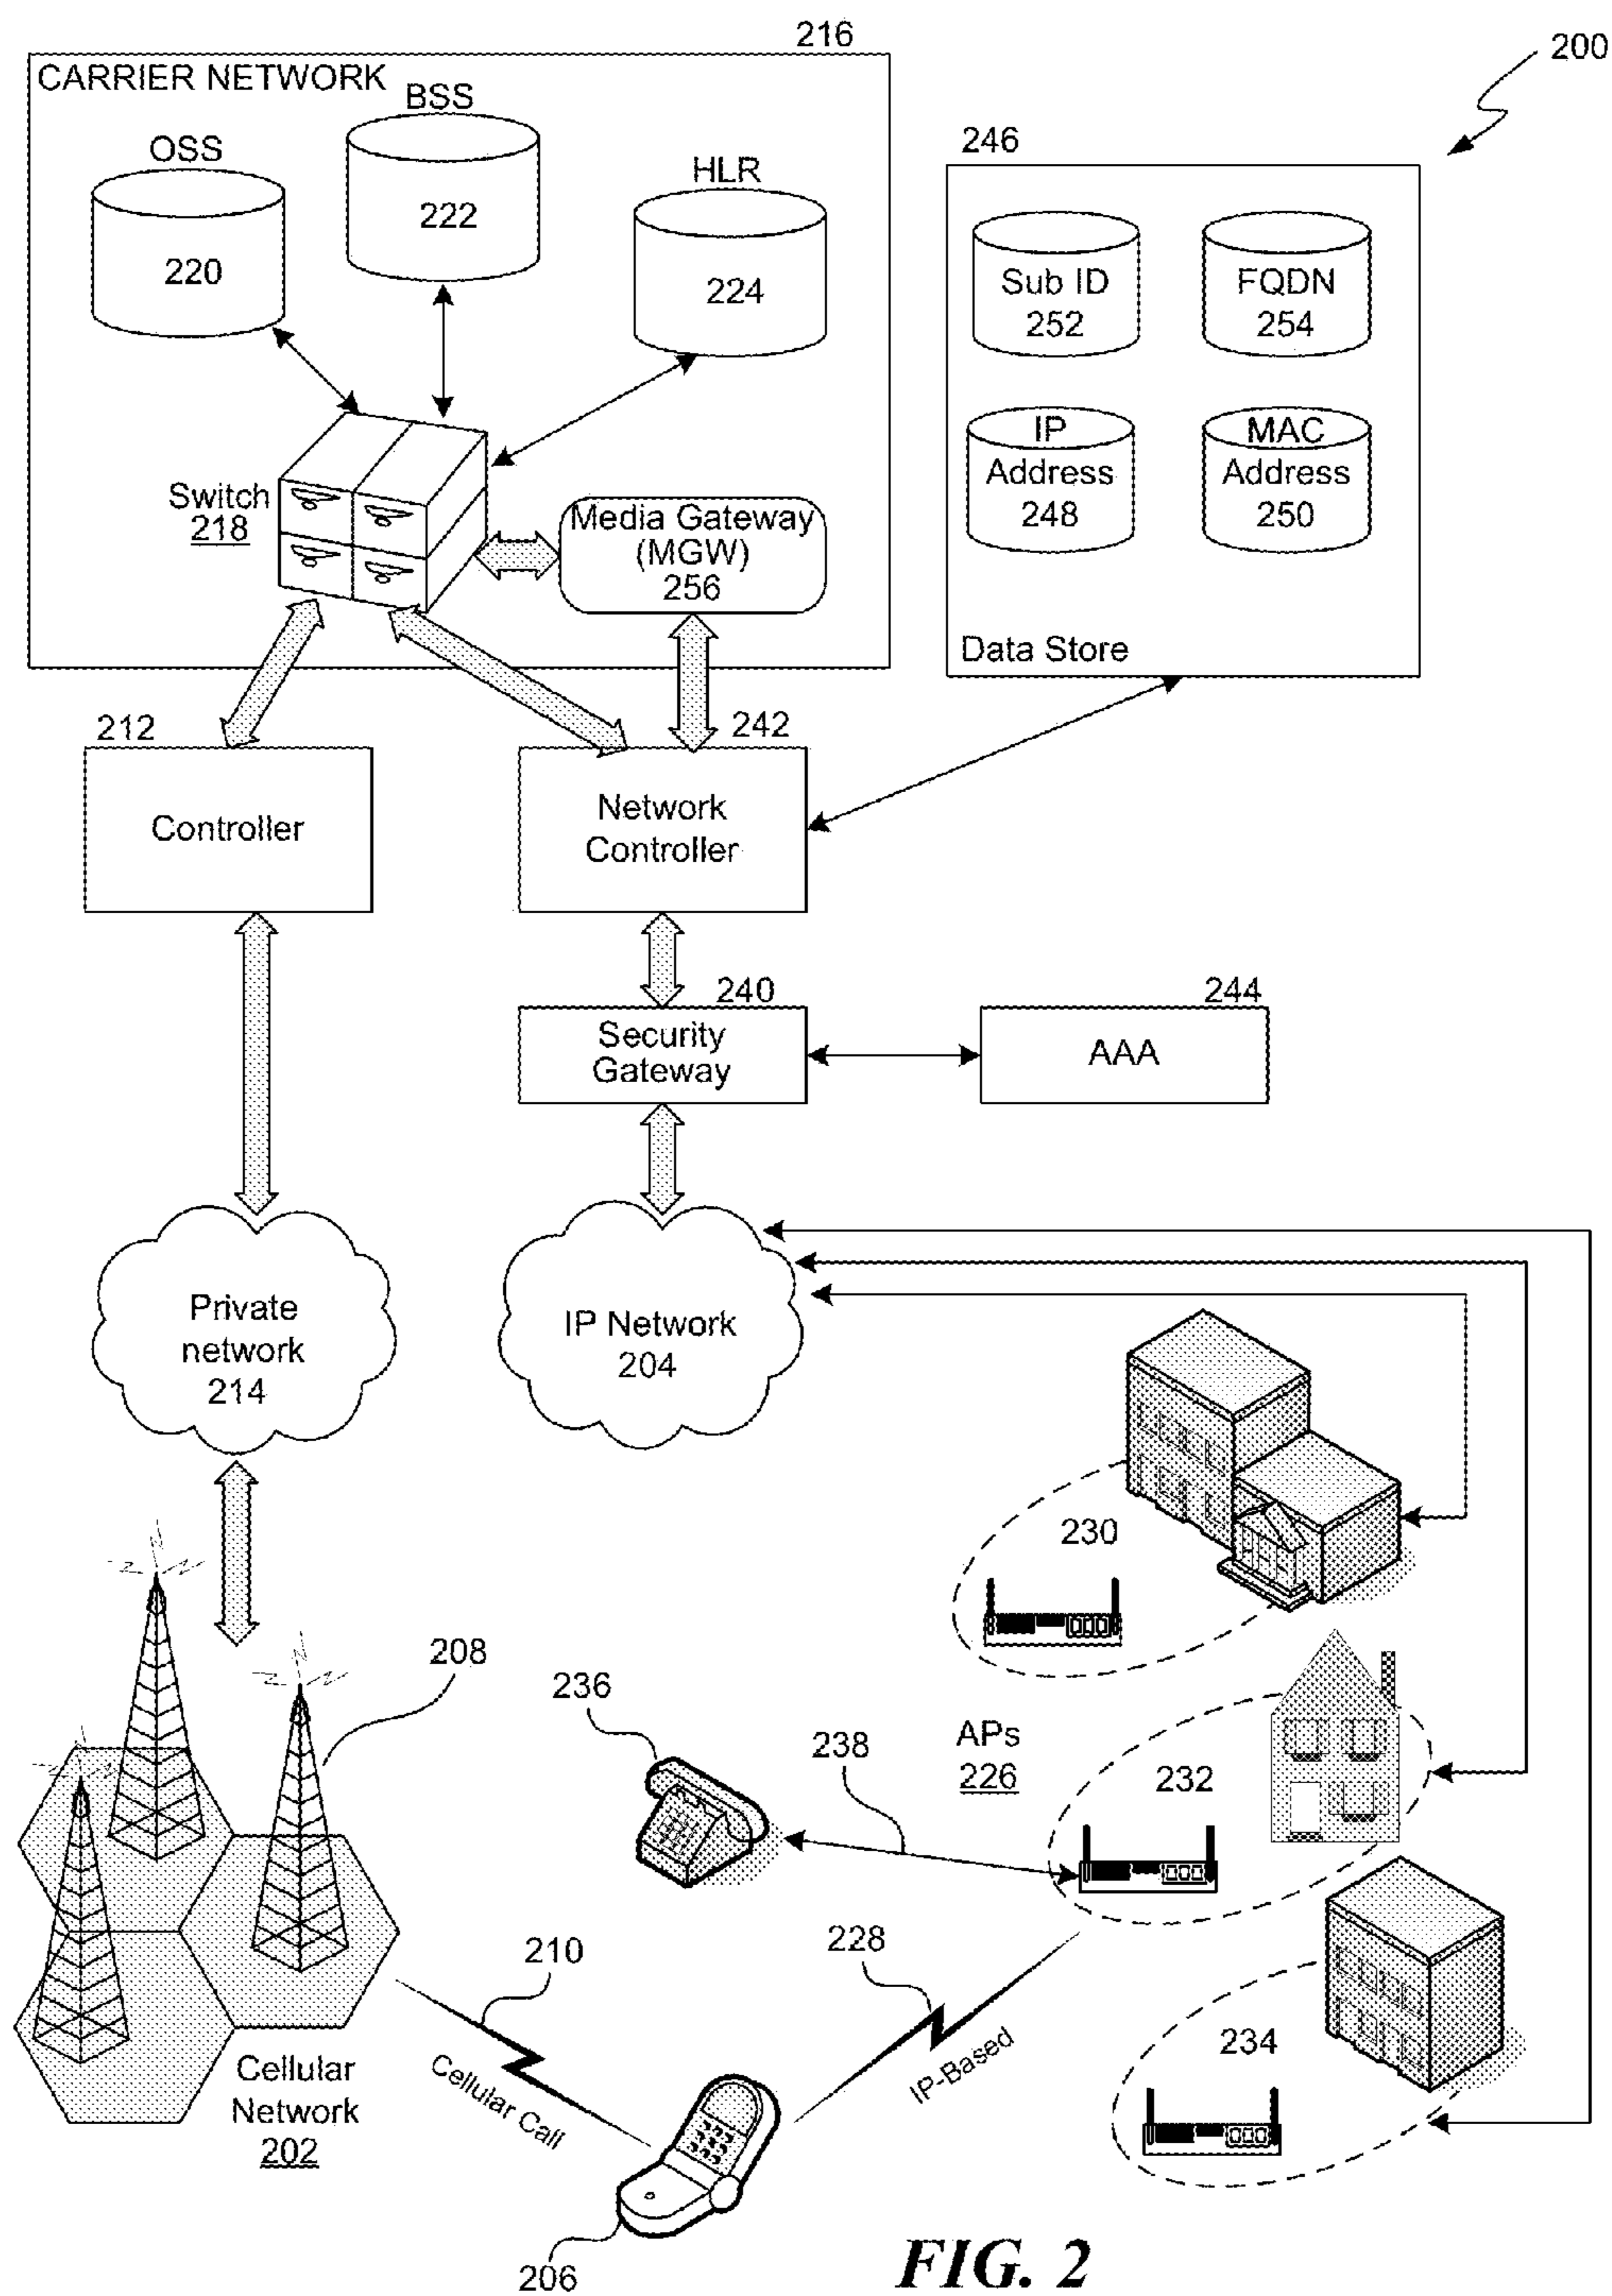 216
200
CARRIER NETWORK
BSS
OSS
HLR
222
220
224
246
Sub ID
252
FQDN
254
IP
Address
248
MAC
Address
250
Data Store
Switch
218
Media Gateway
(MGW)
256
212
242
Controller
Network
Controller
240
244
Security
Gateway
AAA
Private
network
214
IP Network
204
230
208
236
238
APs
226
232
210
228
234
Cellular
Network
202
Cellular Call
IP-Based
206
FIG. 2